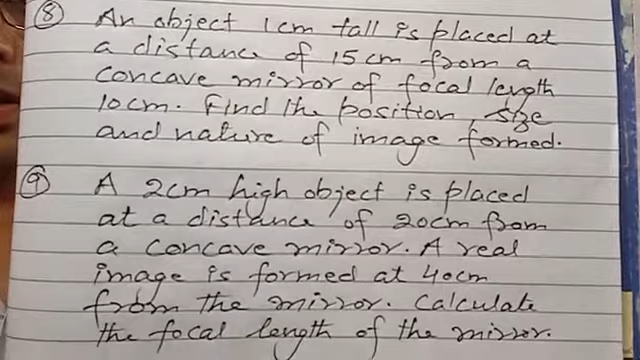 8 An object 1cm tall is placed at
a distance of 15cm from a
concave mirror of focal length
10cm. Find the position, size
and nature of image formed.
9 A 2cm high object is placed
at a distance of 20cm from
a concave mirror. A real
image is formed at 40cm
from the mirror. Calculate
the focal length of the mirror.